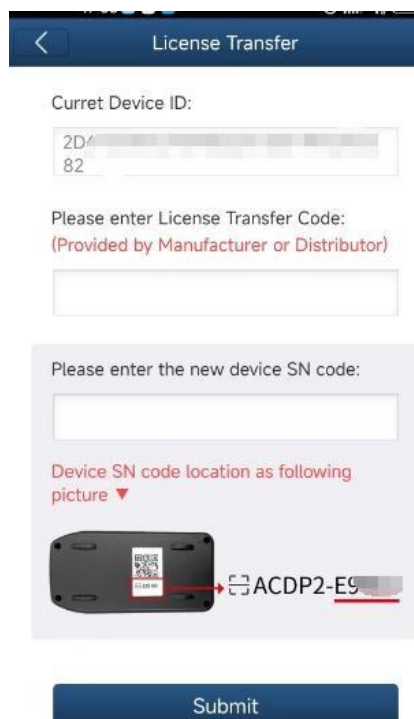 License Transfer
Curret Device ID:
82
Please enter License Transfer Code:
(Provided by Manufacturer or Distributor)
Please enter the new device SN code:
Device SN code location as following
picture ▼
ACDP2-E9
Submit